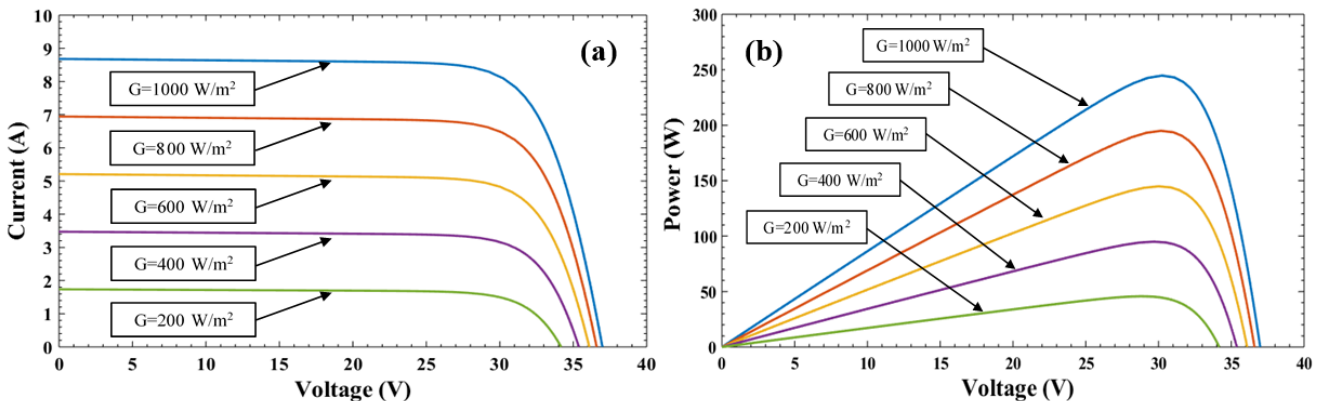 (a)
Current (A)
10
9
8
7
6
5
4
3
2
1
0
G=1000 W/m²
G=800 W/m²
G=600 W/m²
G=400 W/m²
G=200 W/m²
0 5 10 15 20 25 30 35 40
Voltage (V)
(b)
Power (W)
300
250
200
150
100
50
0
G=1000 W/m²
G=800 W/m²
G=600 W/m²
G=400 W/m²
G=200 W/m²
0 5 10 15 20 25 30 35 40
Voltage (V)